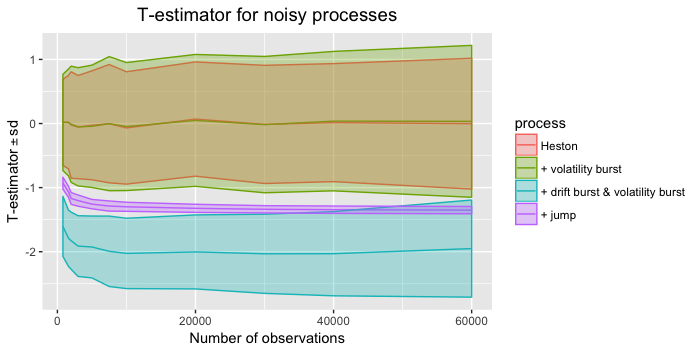 T-estimator for noisy processes
T-estimator ± sd
1
0
-1
-2
0
20000
40000
60000
Number of observations
process
Heston
+ volatility burst
+ drift burst & volatility burst
+ jump